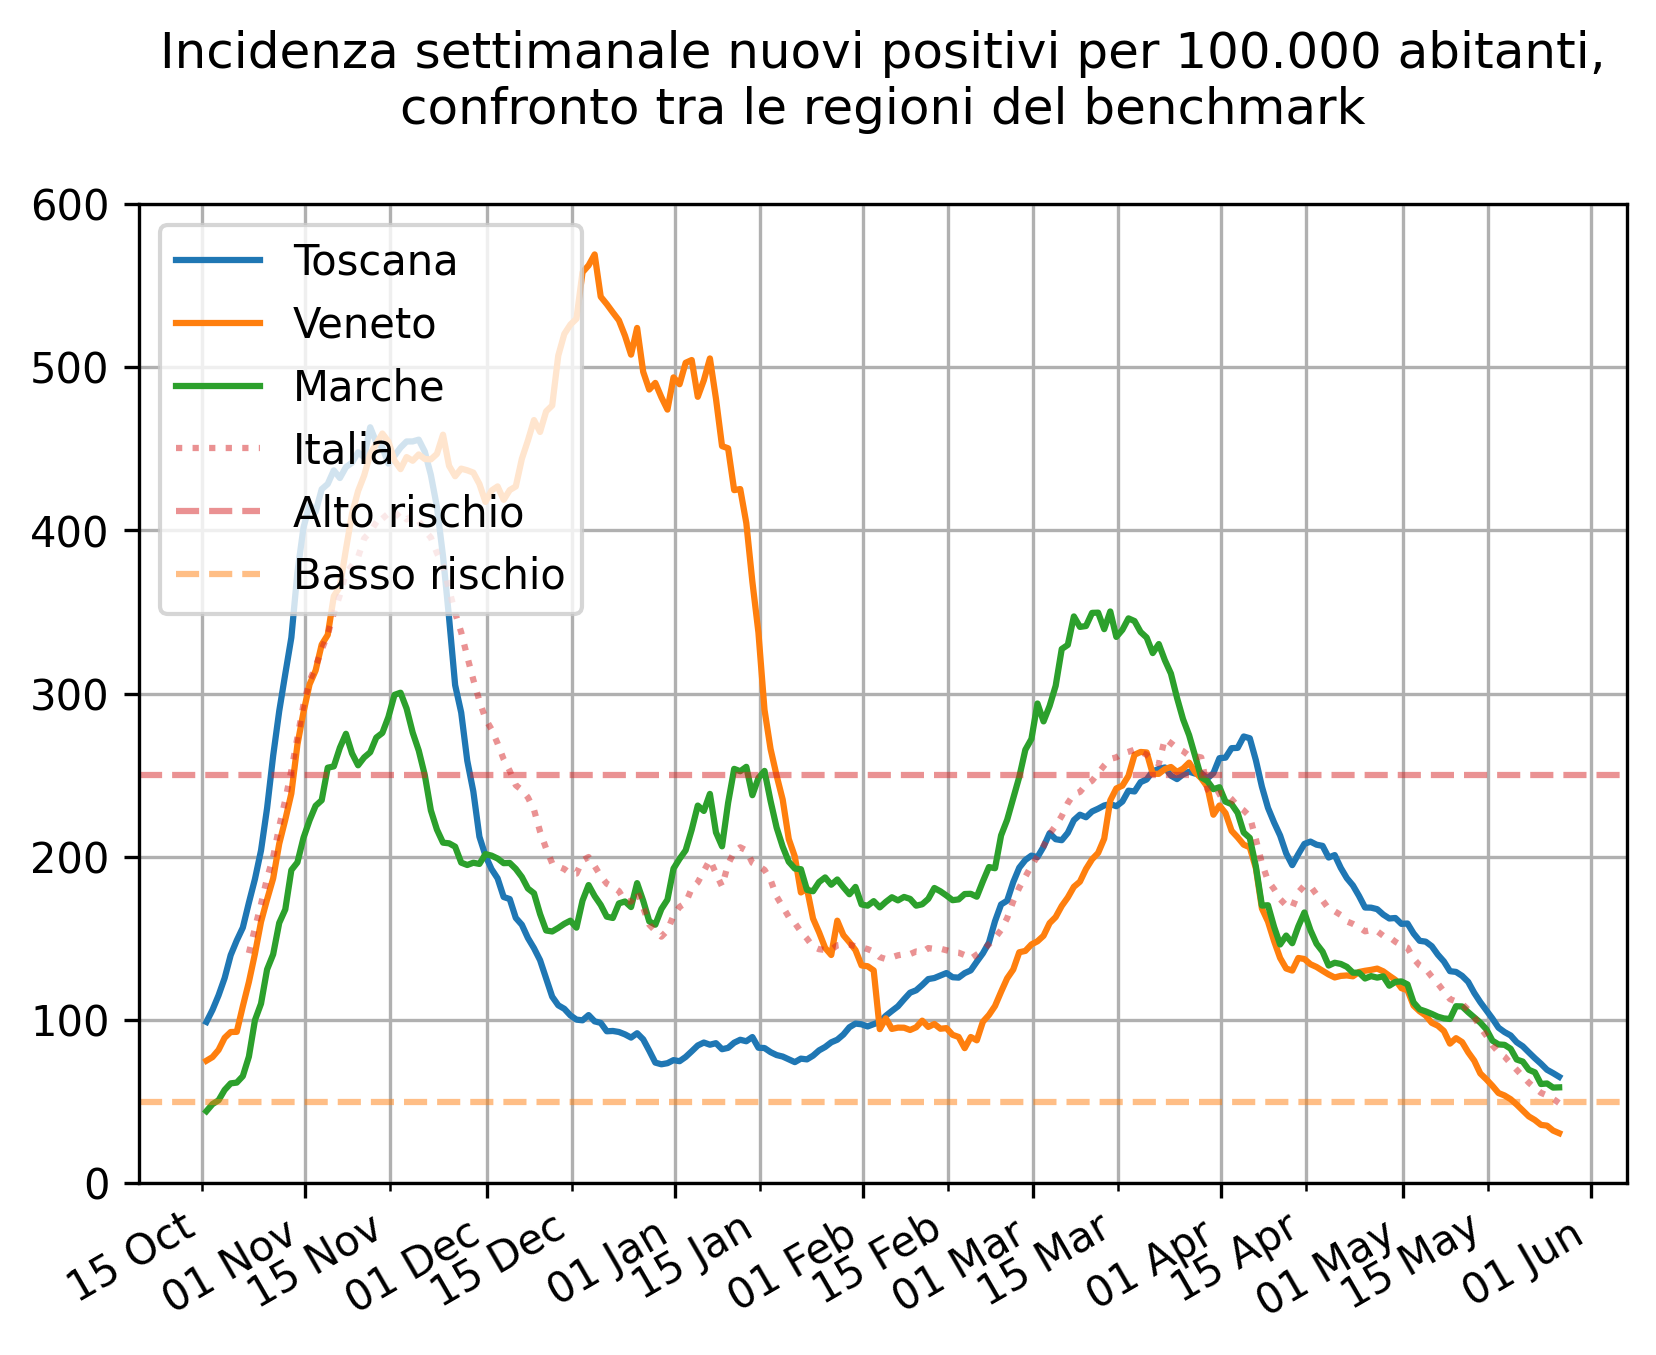 Incidenza settimanale nuovi positivi per 100.000 abitanti,
confronto tra le regioni del benchmark
600
500
400
300
200
100
0
Toscana
Veneto
Marche
Italia
Alto rischio
Basso rischio
15 Oct
01 Nov
15 Nov
01 Dec
15 Dec
01 Jan
15 Jan
01 Feb
15 Feb
01 Mar
15 Mar
01 Apr
15 Apr
01 May
15 May
01 Jun